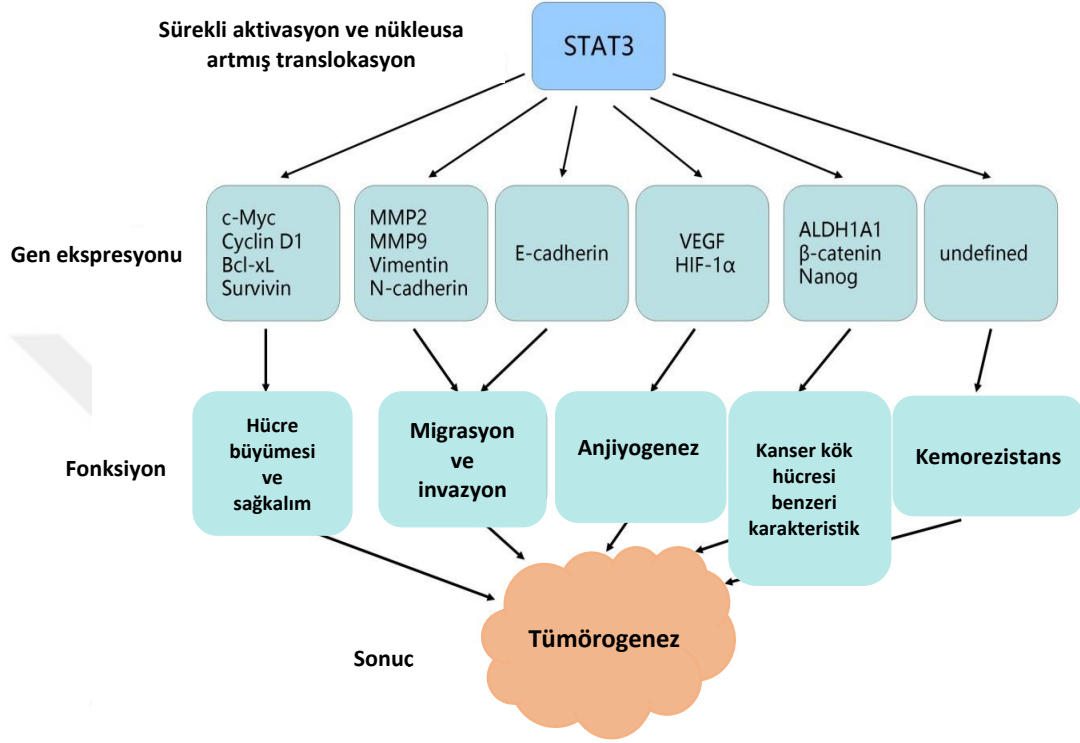 Sürekli aktivasyon ve nükleusa
artmış translokasyon
STAT3
Gen ekspresyonu
c-Myc
Cyclin D1
Bcl-xL
Survivin
MMP2
MMP9
Vimentin
N-cadherin
E-cadherin
VEGF
HIF-1α
ALDH1A1
β-catenin
Nanog
undefined
Fonksiyon
Hücre
büyümesi
ve
sağkalım
Migrasyon
ve
invazyon
Anjiyogenez
Kanser kök
hücresi
benzeri
karakteristik
Kemorezistans
Sonuc
Tümörogenez